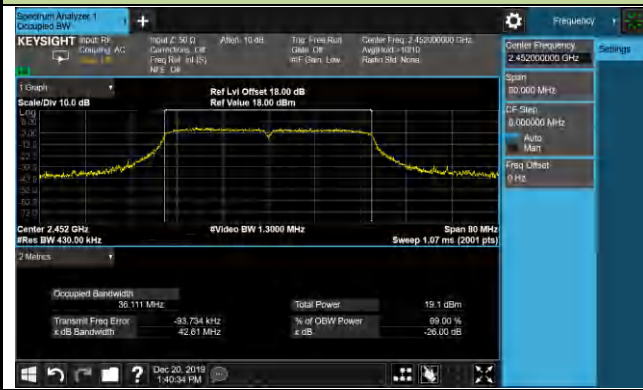 Spectrum Analyzer 1
Occupied BW
Frequency
KEYSIGHT Input: RF
Coupling: AC
Input Z: 50 Ω
Corrections: Off
Freq Ref: Int (S)
NFE: Off
Atten: 10 dB
Trig: Free Run
Gate: Off
#IF Gain: Low
Center Freq: 2.452000000 GHz
Avg|Hold: >10/10
Radio Std: None
Center Frequency
2.452000000 GHz
Settings
Span
80.000 MHz
CF Step
8.000000 MHz
Auto
Man
Freq Offset
0 Hz
1 Graph
Scale/Div 10.0 dB
Ref Lvl Offset 18.00 dB
Ref Value 18.00 dBm
Log
Center 2.452 GHz
#Res BW 430.00 kHz
#Video BW 1.3000 MHz
Span 80 MHz
Sweep 1.07 ms (2001 pts)
2 Metrics
Occupied Bandwidth
36.111 MHz
Total Power
19.1 dBm
Transmit Freq Error
-93.734 kHz
% of OBW Power
99.00 %
x dB Bandwidth
42.61 MHz
x dB
-26.00 dB
Dec 20, 2019
1:40:34 PM